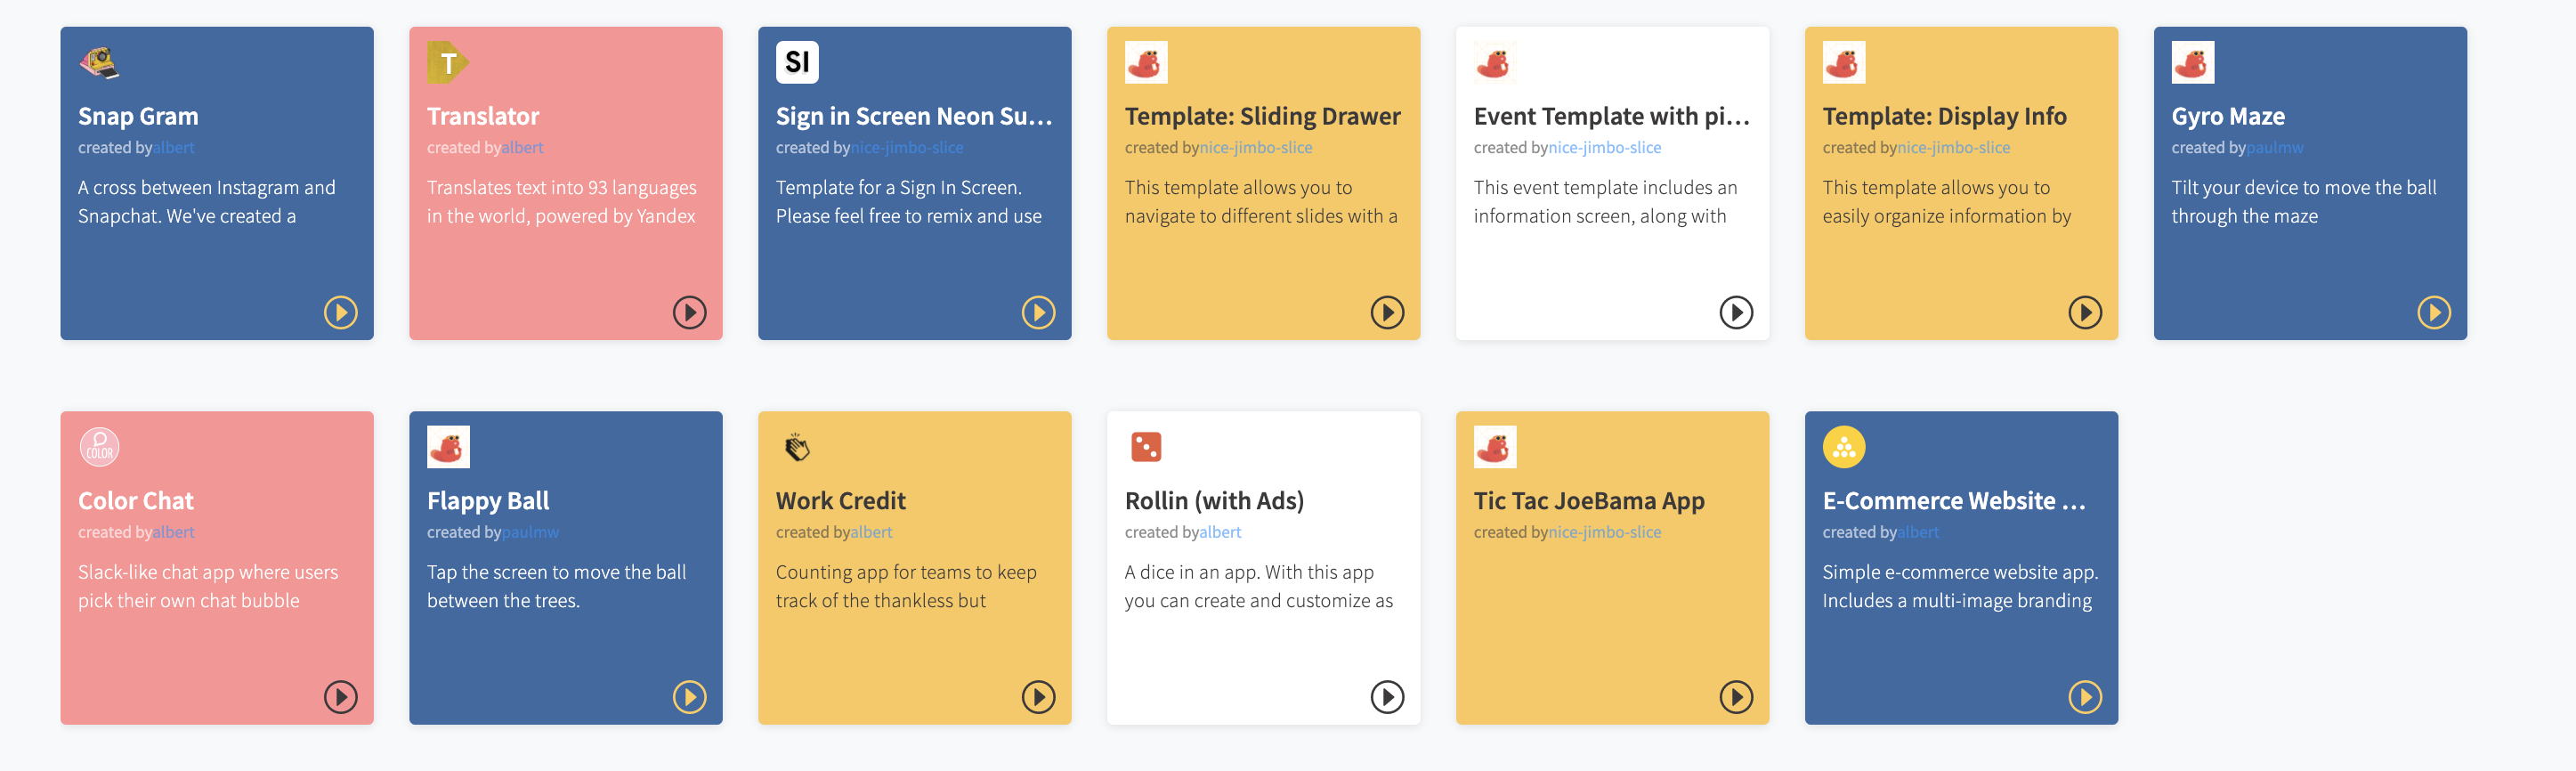 Snap Gram
created byalbert
A cross between Instagram and
Snapchat. We've created a
T
Translator
created byalbert
Translates text into 93 languages
in the world, powered by Yandex
SI
Sign in Screen Neon Su...
created bynice-jimbo-slice
Template for a Sign In Screen.
Please feel free to remix and use
Template: Sliding Drawer
created bynice-jimbo-slice
This template allows you to
navigate to different slides with a
Event Template with pi...
created bynice-jimbo-slice
This event template includes an
information screen, along with
Template: Display Info
created bynice-jimbo-slice
This template allows you to
easily organize information by
Gyro Maze
created bypaulmw
Tilt your device to move the ball
through the maze
COLOR
Color Chat
created byalbert
Slack-like chat app where users
pick their own chat bubble
Flappy Ball
created bypaulmw
Tap the screen to move the ball
between the trees.
Work Credit
created byalbert
Counting app for teams to keep
track of the thankless but
Rollin (with Ads)
created byalbert
A dice in an app. With this app
you can create and customize as
Tic Tac JoeBama App
created bynice-jimbo-slice
E-Commerce Website ...
created byalbert
Simple e-commerce website app.
Includes a multi-image branding